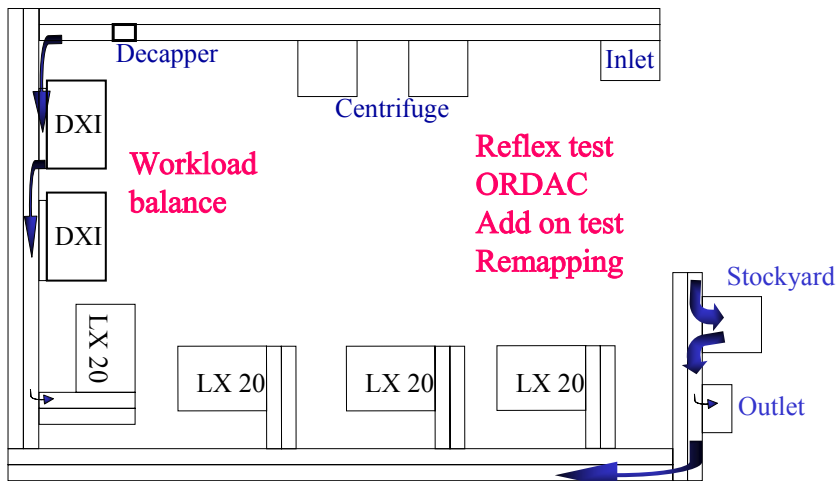 Decapper
Inlet
Centrifuge
DXI
Workload
balance
Reflex test
ORDAC
Add on test
Remapping
DXI
Stockyard
LX 20
LX 20
LX 20
LX 20
Outlet